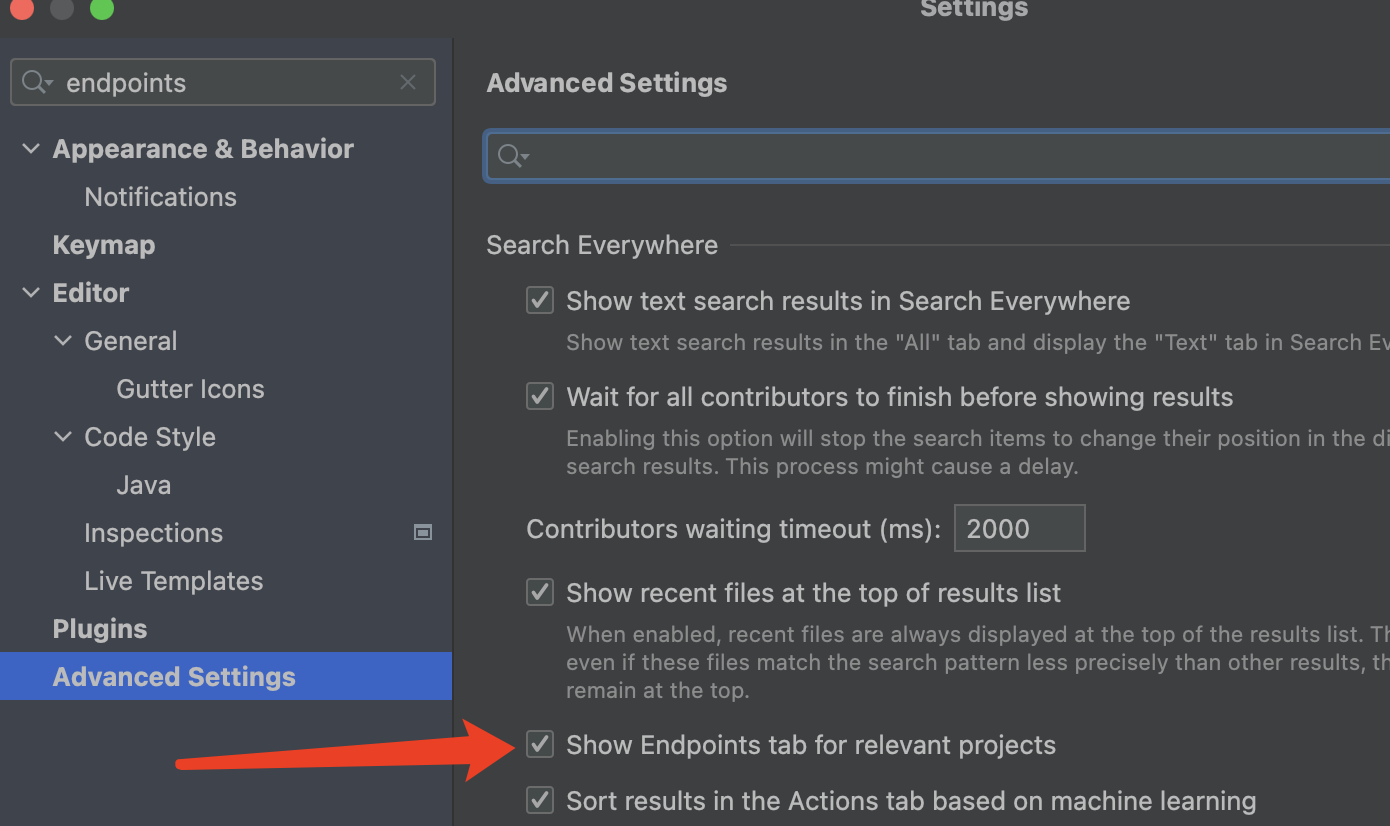 Settings
endpoints
Appearance & Behavior
Notifications
Keymap
Editor
General
Gutter Icons
Code Style
Java
Inspections
Live Templates
Plugins
Advanced Settings
Advanced Settings
Search Everywhere
Show text search results in Search Everywhere
Show text search results in the "All" tab and display the "Text" tab in Search Ev
Wait for all contributors to finish before showing results
Enabling this option will stop the search items to change their position in the di
search results. This process might cause a delay.
Contributors waiting timeout (ms): 2000
Show recent files at the top of results list
When enabled, recent files are always displayed at the top of the results list. Th
even if these files match the search pattern less precisely than other results, th
remain at the top.
Show Endpoints tab for relevant projects
Sort results in the Actions tab based on machine learning